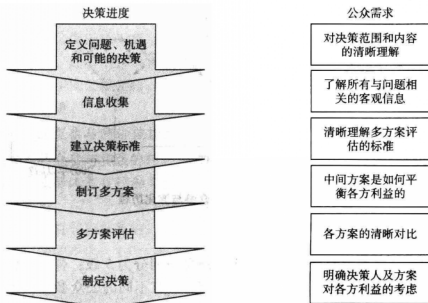 决策进度
定义问题、机遇
和可能的决策
信息收集
建立决策标准
制订多方案
多方案评估
制定决策
公众需求
对决策范围和内容
的清晰理解
了解所有与问题相
关的客观信息
清晰理解多方案评
估的标准
中间方案是如何平
衡各方利益的
各方案的清晰对比
明确决策人及方案
对各方利益的考虑